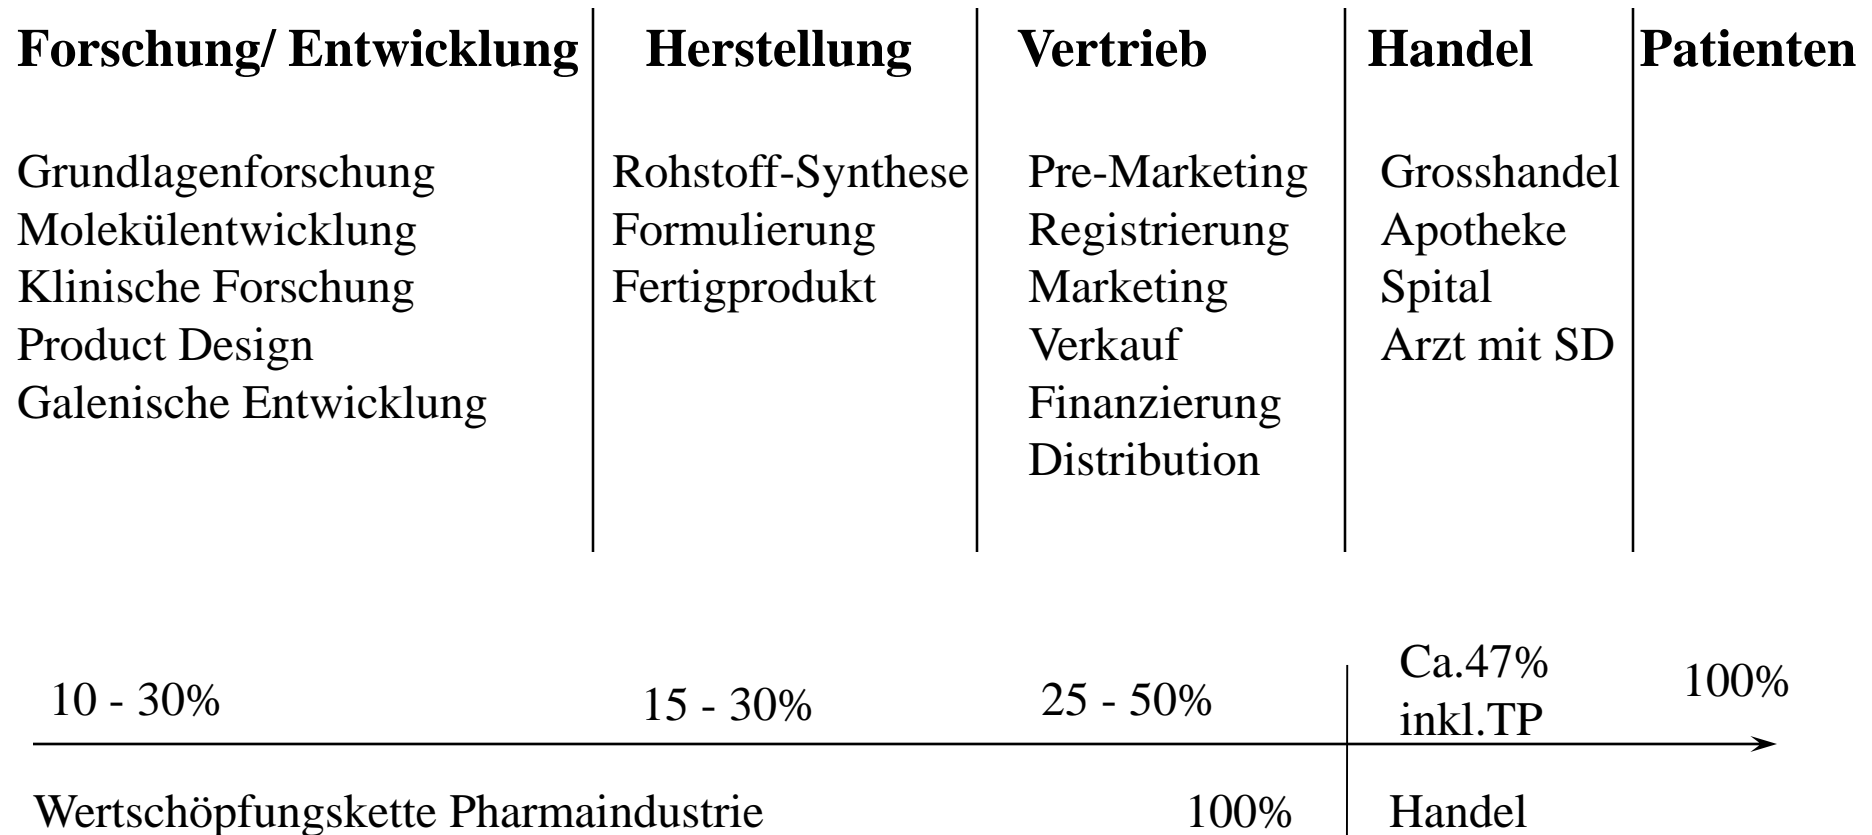 Forschung/ Entwicklung
Grundlagenforschung
Molekülentwicklung
Klinische Forschung
Product Design
Galenische Entwicklung
Herstellung
Rohstoff-Synthese
Formulierung
Fertigprodukt
Vertrieb
Pre-Marketing
Registrierung
Marketing
Verkauf
Finanzierung
Distribution
Handel
Grosshandel
Apotheke
Spital
Arzt mit SD
Patienten
10 - 30%
15 - 30%
25 - 50%
Ca.47%
inkl.TP
100%
Wertschöpfungskette Pharmaindustrie
100%
Handel